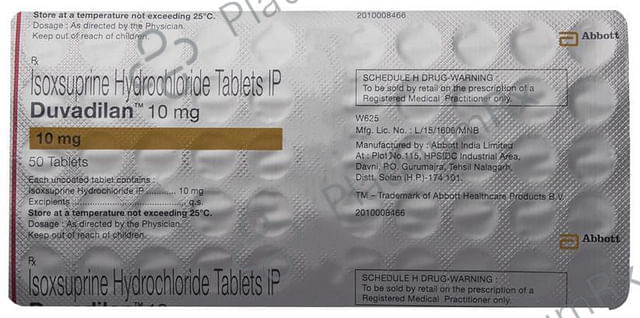 Store at a temperature not exceeding 25°C.
Dosage : As directed by the Physician.
Keep out of reach of children.
2010008466
Abbott
Rx
Isoxsuprine Hydrochloride Tablets IP
Duvadilan™ 10 mg
10 mg
50 Tablets
Each uncoated tablet contains :
Isoxsuprine Hydrochloride IP .......... 10 mg
Excipients .......................................... q.s.
Store at a temperature not exceeding 25°C.
Dosage : As directed by the Physician.
Keep out of reach of children.
SCHEDULE H DRUG-WARNING :
To be sold by retail on the prescription of a
Registered Medical Practitioner only.
W625
Mfg. Lic. No. : L/15/1606/MNB
Manufactured by : Abbott India Limited
At : Plot No.115, HPSIDC Industrial Area,
Davni, P.O. Gurumajra, Tehsil Nalagarh,
Distt. Solan (H.P.)-174 101.
TM – Trademark of Abbott Healthcare Products B.V.
2010008466
Abbott
Rx
Isoxsuprine Hydrochloride Tablets IP
Duvadilan™ 10
SCHEDULE H DRUG-WARNING :
To be sold by retail on the prescription of a
Registered Medical Practitioner only.